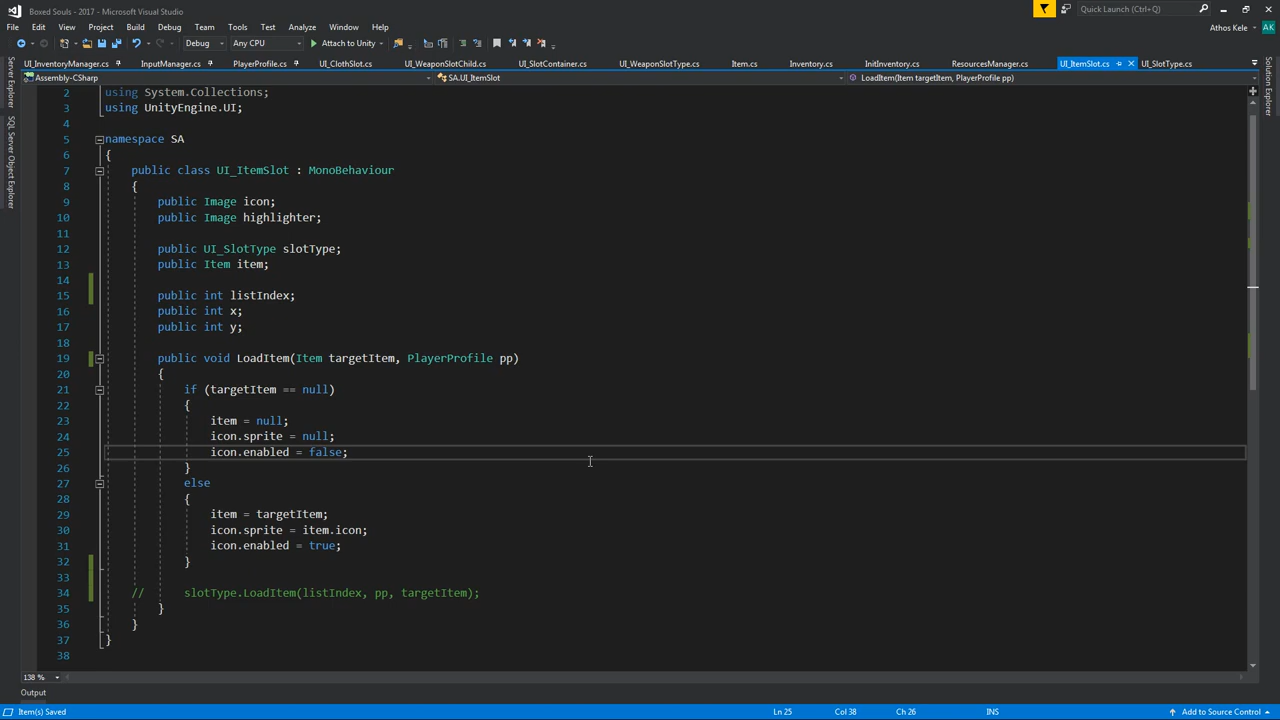 Boxed Souls - 2017 - Microsoft Visual Studio
Quick Launch (Ctrl+Q)
File Edit View Project Build Debug Team Tools Test Analyze Window Help
Athos Kele AK
Debug Any CPU Attach to Unity
UI_InventoryManager.cs InputManager.cs PlayerProfile.cs UI_ClothSlot.cs UI_WeaponSlotChild.cs UI_SlotContainer.cs UI_WeaponSlotType.cs Item.cs Inventory.cs InitInventory.cs ResourcesManager.cs UI_ItemSlot.cs UI_SlotType.cs
Assembly-CSharp SA.UI_ItemSlot LoadItem(Item targetItem, PlayerProfile pp)
Server Explorer
SQL Server Object Explorer
Solution Explorer
2 using System.Collections;
3 using UnityEngine.UI;
4
5 namespace SA
6 {
7 public class UI_ItemSlot : MonoBehaviour
8 {
9 public Image icon;
10 public Image highlighter;
11
12 public UI_SlotType slotType;
13 public Item item;
14
15 public int listIndex;
16 public int x;
17 public int y;
18
19 public void LoadItem(Item targetItem, PlayerProfile pp)
20 {
21 if (targetItem == null)
22 {
23 item = null;
24 icon.sprite = null;
25 icon.enabled = false;
26 }
27 else
28 {
29 item = targetItem;
30 icon.sprite = item.icon;
31 icon.enabled = true;
32 }
33
34 // slotType.LoadItem(listIndex, pp, targetItem);
35 }
36 }
37 }
38
138 %
Output
Item(s) Saved Ln 25 Col 38 Ch 26 INS Add to Source Control